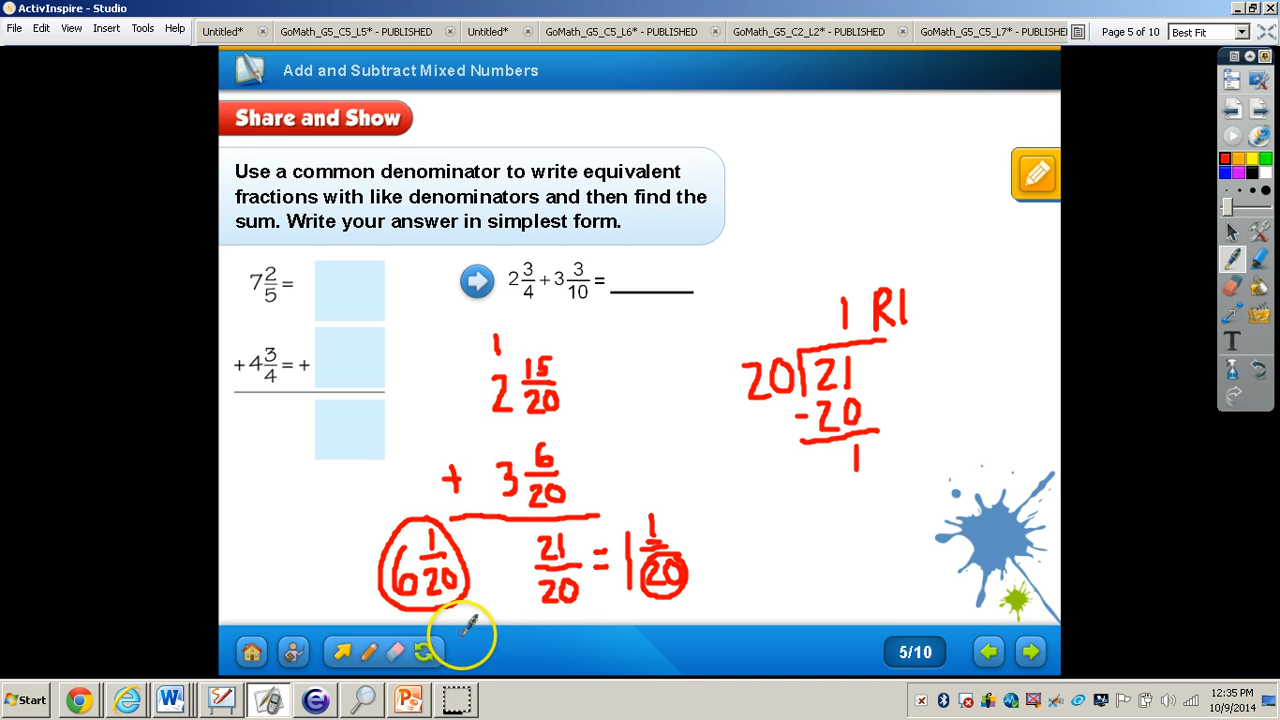 ActivInspire - Studio
File Edit View Insert Tools Help
Untitled* GoMath_G5_C5_L5* - PUBLISHED Untitled* GoMath_G5_C5_L6* - PUBLISHED GoMath_G5_C2_L2* - PUBLISHED GoMath_G5_C5_L7* - PUBLISHE Page 5 of 10 Best Fit
Add and Subtract Mixed Numbers
Share and Show
Use a common denominator to write equivalent
fractions with like denominators and then find the
sum. Write your answer in simplest form.
7 2/5 =
+ 4 3/4 = +
2 3/4 + 3 3/10 = ______
1
2 15/20
+ 3 6/20
6 1/20 21/20 = 1 1/20
1 R1
20 21
-20
1
5/10
T
Start
12:35 PM
10/9/2014